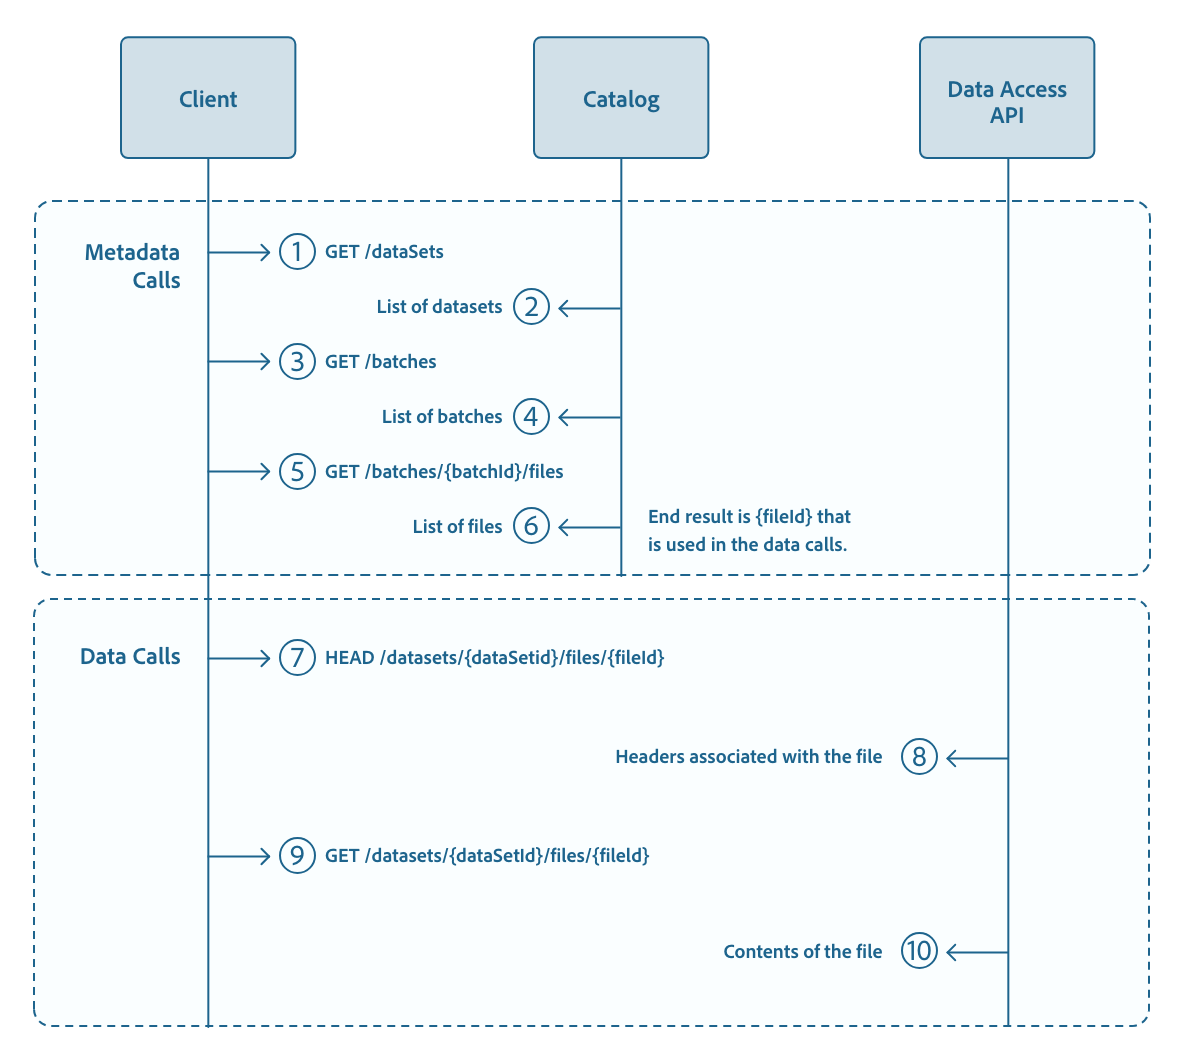 Client
Catalog
Data Access
API
Metadata
Calls
1 GET /dataSets
List of datasets 2
3 GET /batches
List of batches 4
5 GET /batches/{batchId}/files
List of files 6
End result is {fileId} that
is used in the data calls.
Data Calls
7 HEAD /datasets/{dataSetid}/files/{fileId}
Headers associated with the file 8
9 GET /datasets/{dataSetId}/files/{fileld}
Contents of the file 10